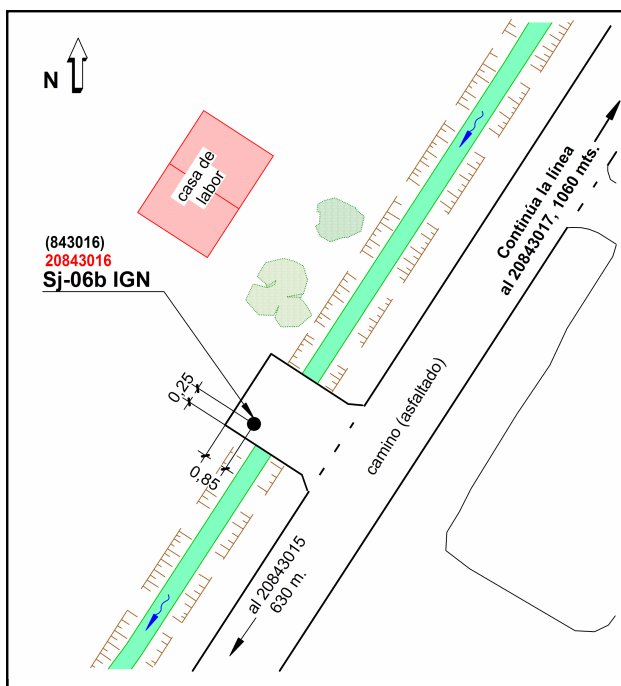 N
casa de
labor
(843016)
20843016
Sj-06b IGN
Continúa la línea
al 20843017, 1060 mts.
0,25
0,85
camino (asfaltado)
al 20843015
630 m.